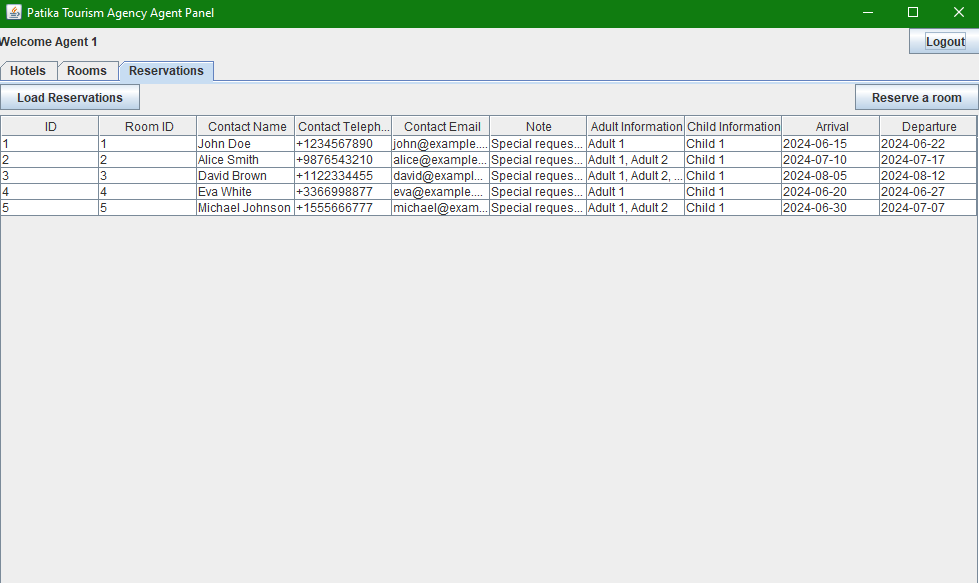 Patika Tourism Agency Agent Panel
Welcome Agent 1
Logout
Hotels Rooms Reservations
Load Reservations Reserve a room
ID Room ID Contact Name Contact Teleph... Contact Email Note Adult Information Child Information Arrival Departure
1 1 John Doe +1234567890 john@example.... Special reques... Adult 1 Child 1 2024-06-15 2024-06-22
2 2 Alice Smith +9876543210 alice@example... Special reques... Adult 1, Adult 2 Child 1 2024-07-10 2024-07-17
3 3 David Brown +1122334455 david@exampl... Special reques... Adult 1, Adult 2, ... Child 1 2024-08-05 2024-08-12
4 4 Eva White +3366998877 eva@example.... Special reques... Adult 1 Child 1 2024-06-20 2024-06-27
5 5 Michael Johnson +1555666777 michael@exam... Special reques... Adult 1, Adult 2 Child 1 2024-06-30 2024-07-07